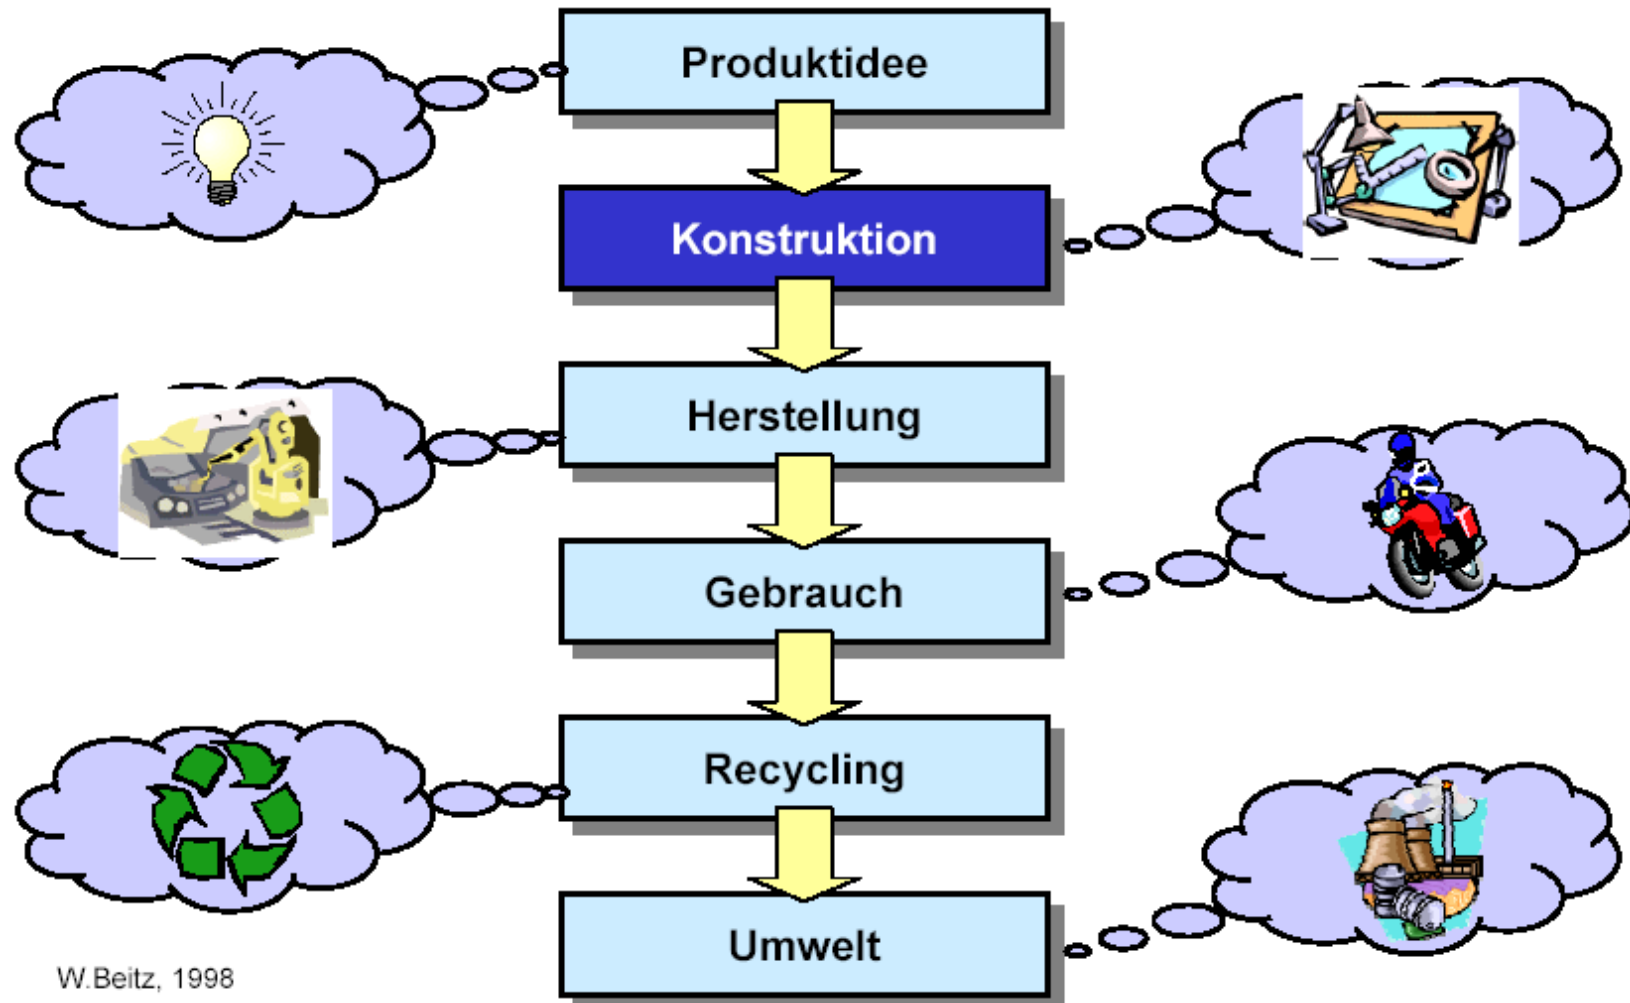 Produktidee
Konstruktion
Herstellung
Gebrauch
Recycling
Umwelt
W.Beitz, 1998